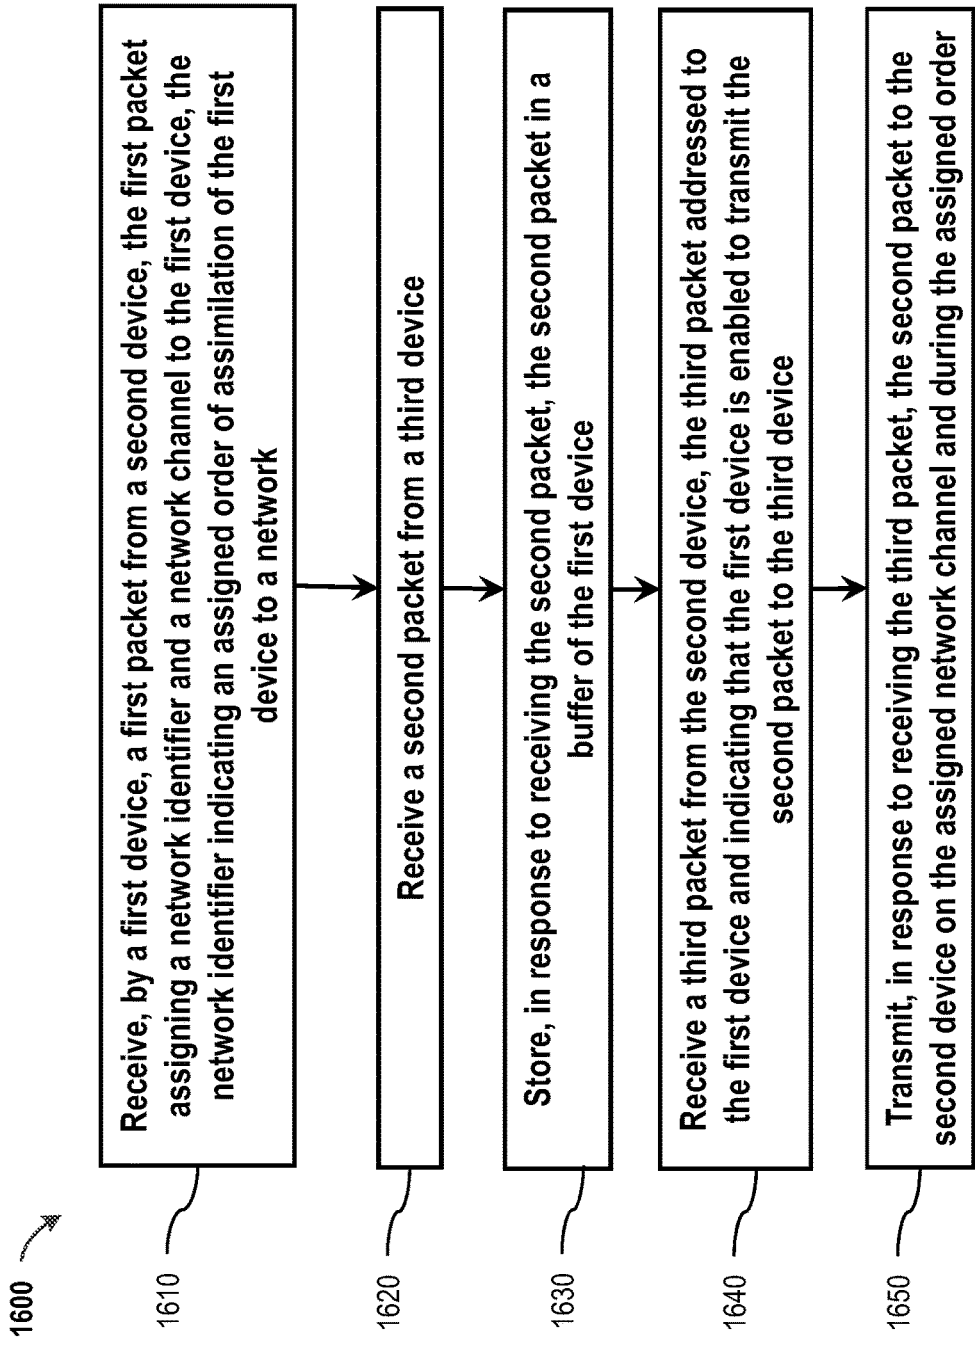 1600
1610
Receive, by a first device, a first packet from a second device, the first packet
assigning a network identifier and a network channel to the first device, the
network identifier indicating an assigned order of assimilation of the first
device to a network
1620
Receive a second packet from a third device
1630
Store, in response to receiving the second packet, the second packet in a
buffer of the first device
1640
Receive a third packet from the second device, the third packet addressed to
the first device and indicating that the first device is enabled to transmit the
second packet to the third device
1650
Transmit, in response to receiving the third packet, the second packet to the
second device on the assigned network channel and during the assigned order